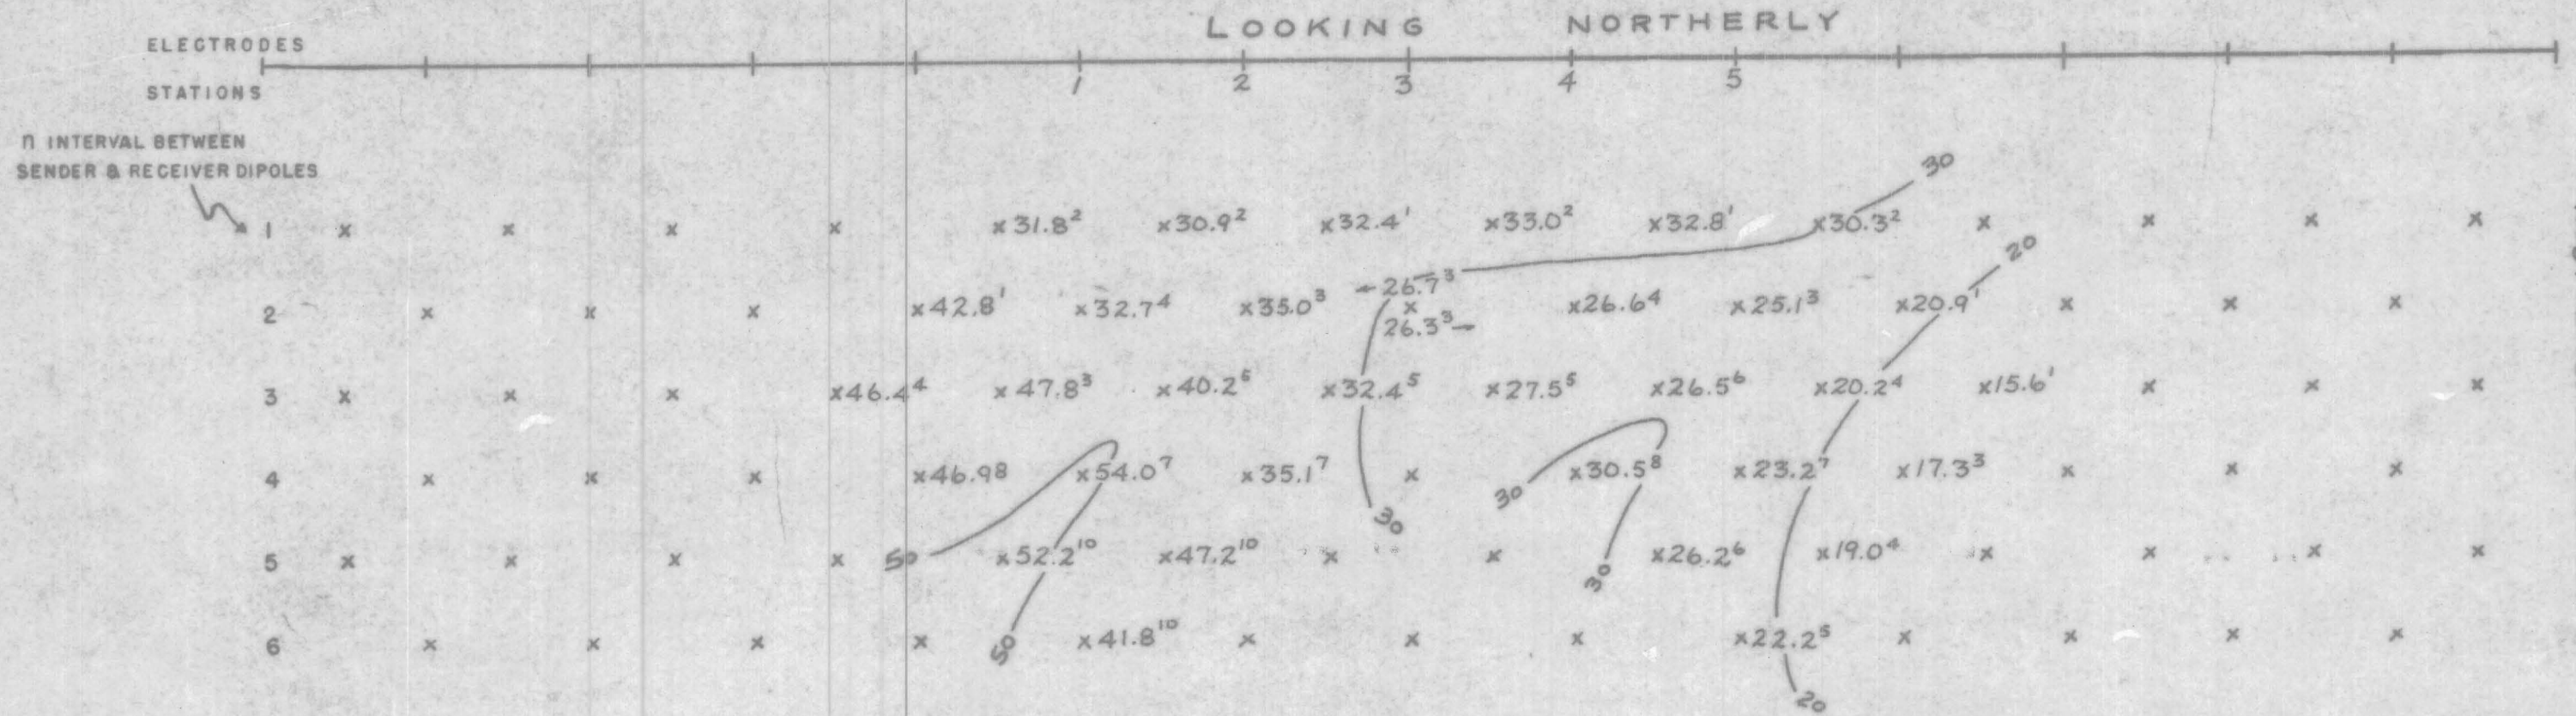 LOOKING NORTHERLY
ELECTRODES
STATIONS 1 2 3 4 5
n INTERVAL BETWEEN
SENDER & RECEIVER DIPOLES
30
1 x x x x x31.8² x30.9² x32.4¹ x33.0² x32.8¹ x30.3² x x x x
20
←26.7³
2 x x x x42.8¹ x32.7⁴ x35.0³ x x26.6⁴ x25.1³ x20.9¹ x x x
26.3³→
3 x x x x46.4⁴ x47.8³ x40.2⁵ x32.4⁵ x27.5⁵ x26.5⁶ x20.2⁴ x15.6¹ x x x
4 x x x x46.9⁸ x54.0⁷ x35.1⁷ x x30.5⁸ x23.2⁷ x17.3³ x x x
30 30
5 x x x x 50 x52.2¹⁰ x47.2¹⁰ x x x26.2⁶ x19.0⁴ x x x x
30
6 x x x x 50 x41.8¹⁰ x x x x22.2⁵ x x x x
20